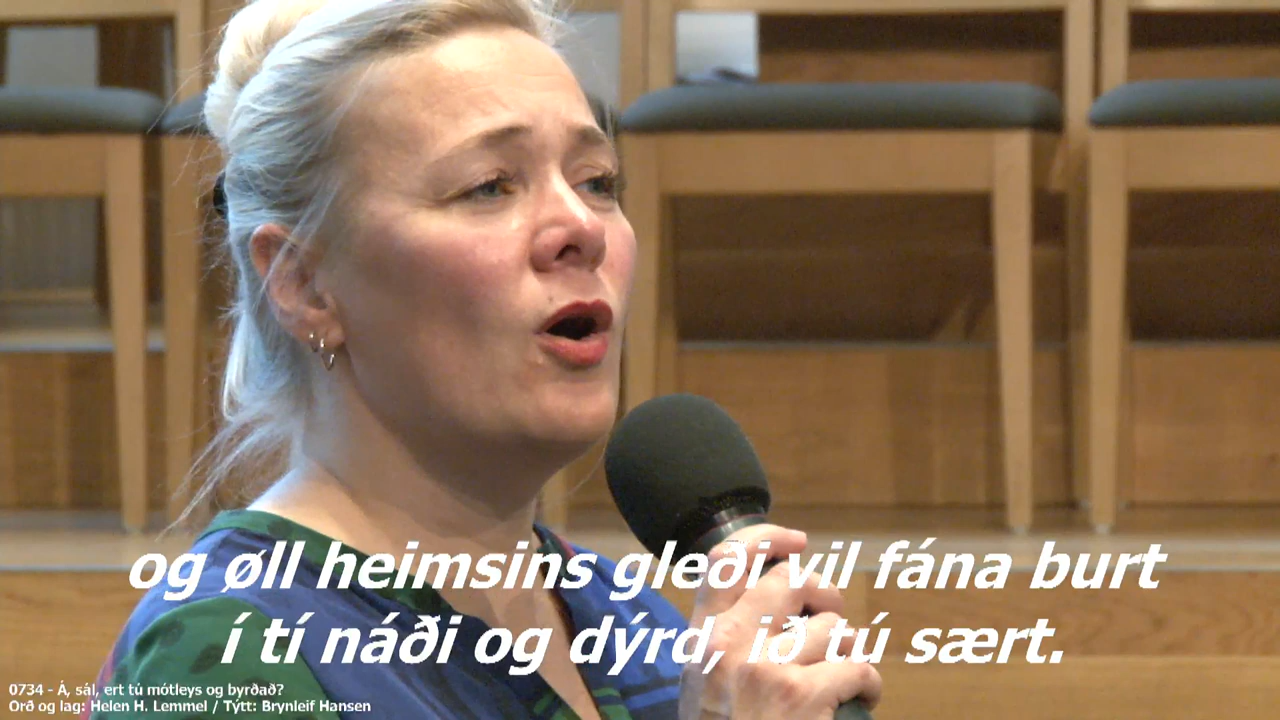 og øll heimsins gleði vil fána burt
í tí náði og dýrd, ið tú sært.
0734 - Á, sál, ert tú mótleys og byrðað?
Orð og lag: Helen H. Lemmel / Týtt: Brynleif Hansen